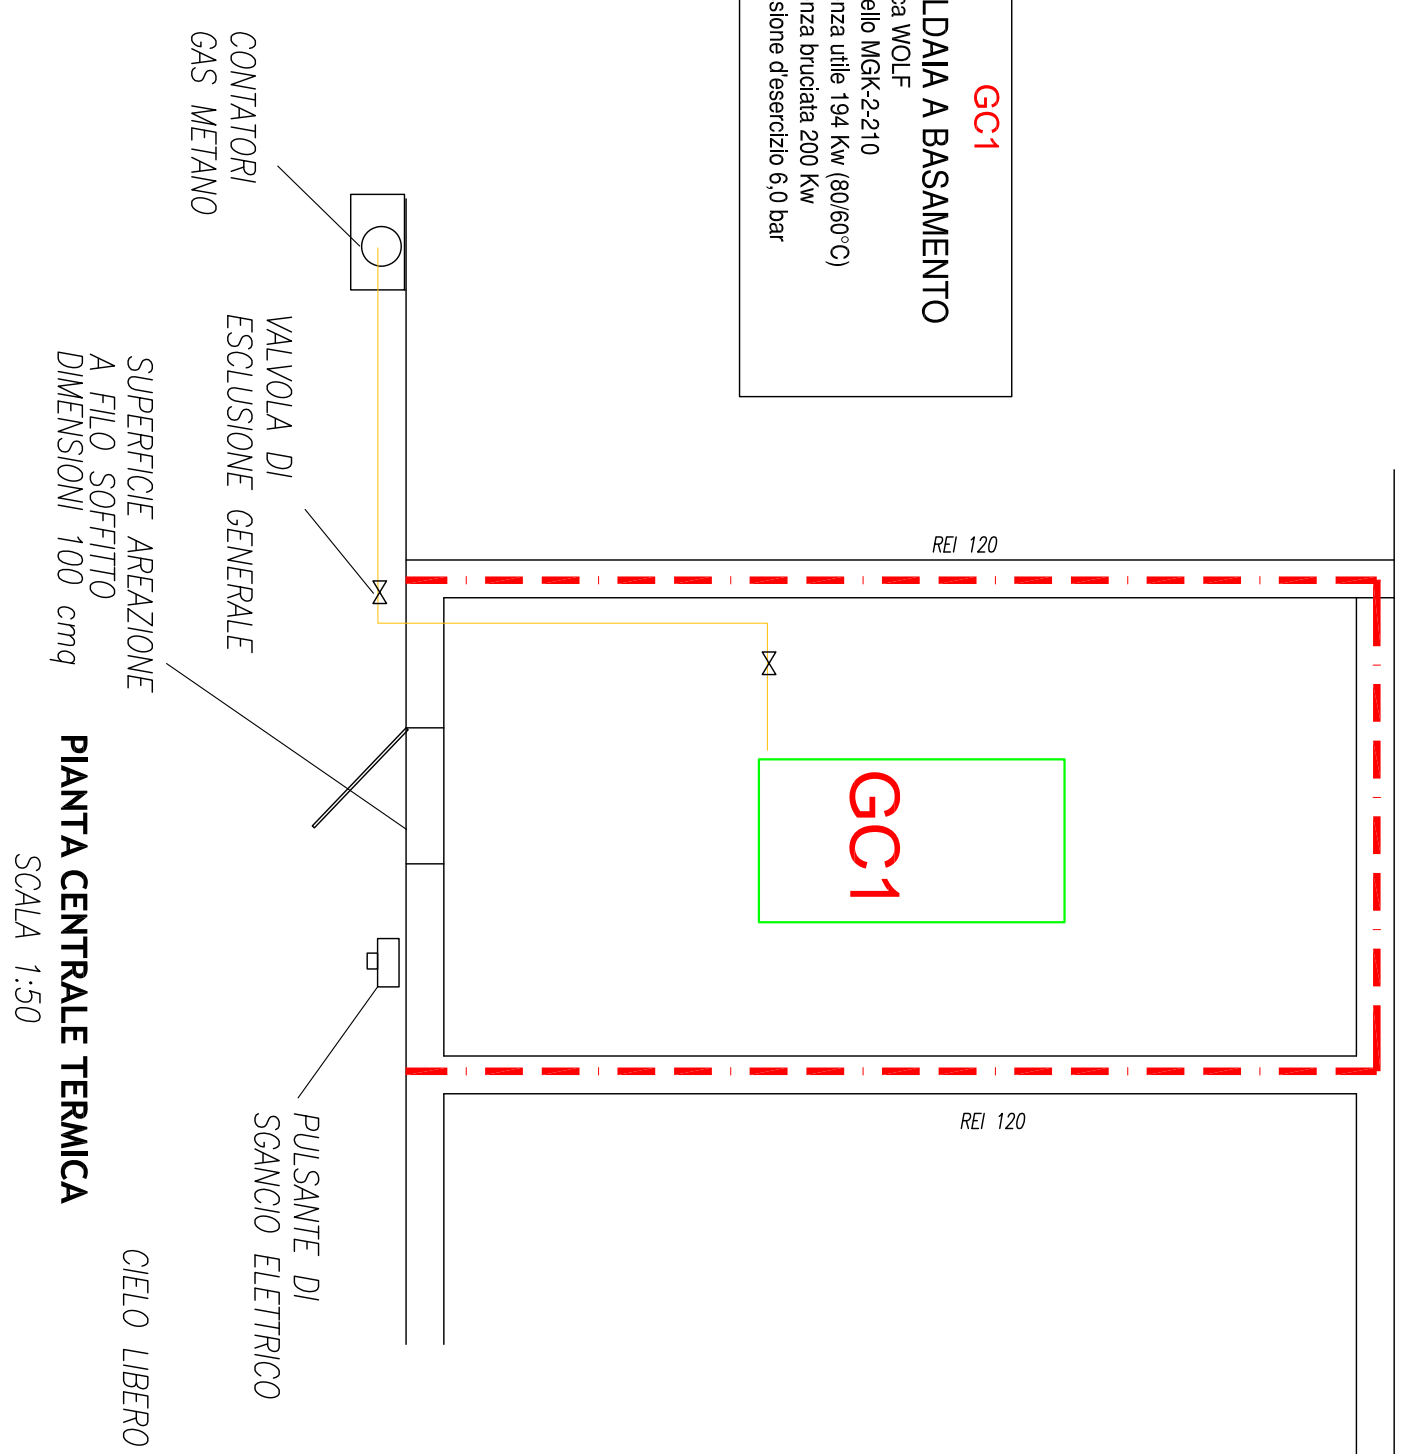 GC1
LDAIA A BASAMENTO
ca WOLF
ello MGK-2-210
nza utile 194 Kw (80/60°C)
nza bruciata 200 Kw
sione d'esercizio 6,0 bar
REI 120
GC1
REI 120
CONTATORI
GAS METANO
VALVOLA DI
ESCLUSIONE GENERALE
SUPERFICIE AREAZIONE
A FILO SOFFITTO
DIMENSIONI 100 cmq
PULSANTE DI
SGANCIO ELETTRICO
CIELO LIBERO
PIANTA CENTRALE TERMICA
SCALA 1:50